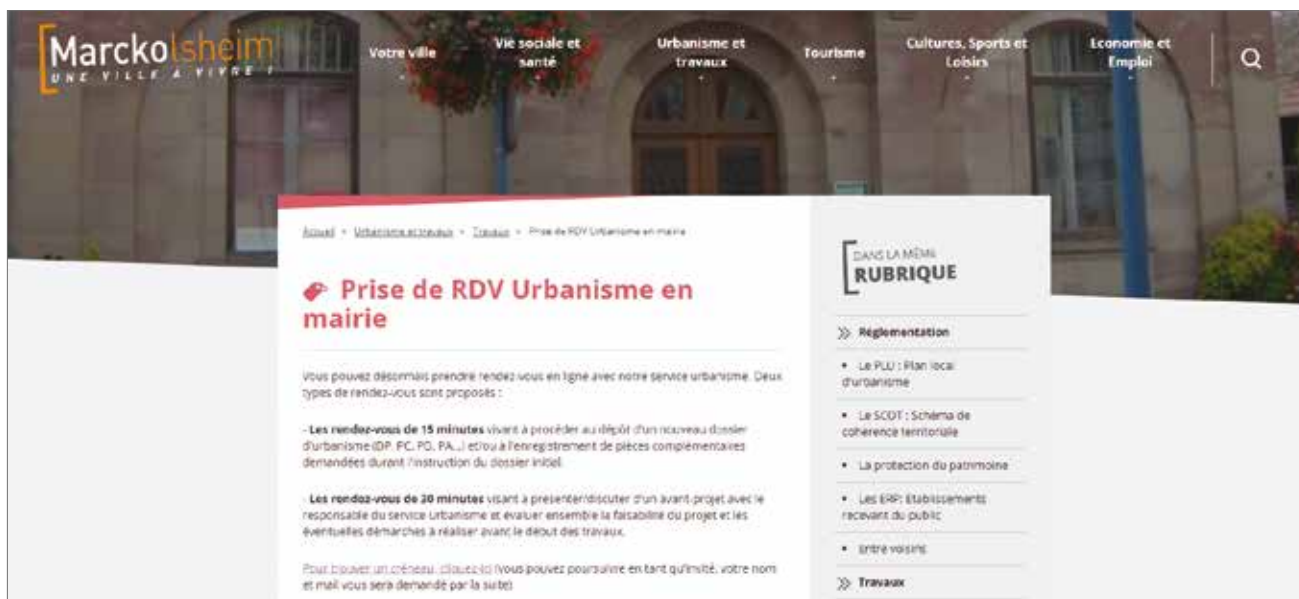 Marckolsheim
UNE VILLE À VIVRE !
Votre ville
Vie sociale et
santé
Urbanisme et
travaux
Tourisme
Cultures, Sports et
Loisirs
Economie et
Emploi
Accueil • Urbanisme et travaux • Travaux • Prise de RDV Urbanisme en mairie
Prise de RDV Urbanisme en
mairie
Vous pouvez désormais prendre rendez-vous en ligne avec notre service urbanisme. Deux
types de rendez-vous sont proposés :
- Les rendez-vous de 15 minutes visant à procéder au dépôt d'un nouveau dossier
d'urbanisme (DP, PC, PD, PA...) et/ou à l'enregistrement de pièces complémentaires
demandées durant l'instruction du dossier initial.
- Les rendez-vous de 30 minutes visant à présenter/discuter d'un avant-projet avec le
responsable du service urbanisme et évaluer ensemble la faisabilité du projet et les
éventuelles démarches à réaliser avant le début des travaux.
Pour trouver un créneau, cliquez-ici (vous pouvez poursuivre en tant qu'invité, votre nom
et mail vous sera demandé par la suite)
DANS LA MÊME
RUBRIQUE
Réglementation
• Le PLU : Plan local
d'urbanisme
• Le SCOT : Schéma de
cohérence territoriale
• La protection du patrimoine
• Les ERP: Etablissements
recevant du public
• Entre voisins
Travaux